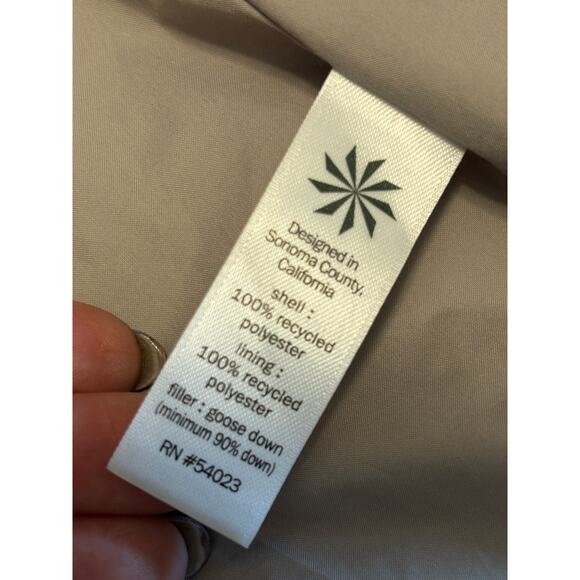 Designed in
Sonoma County,
California
shell :
100% recycled
polyester
lining :
100% recycled
polyester
filler : goose down
(minimum 90% down)
RN #54023